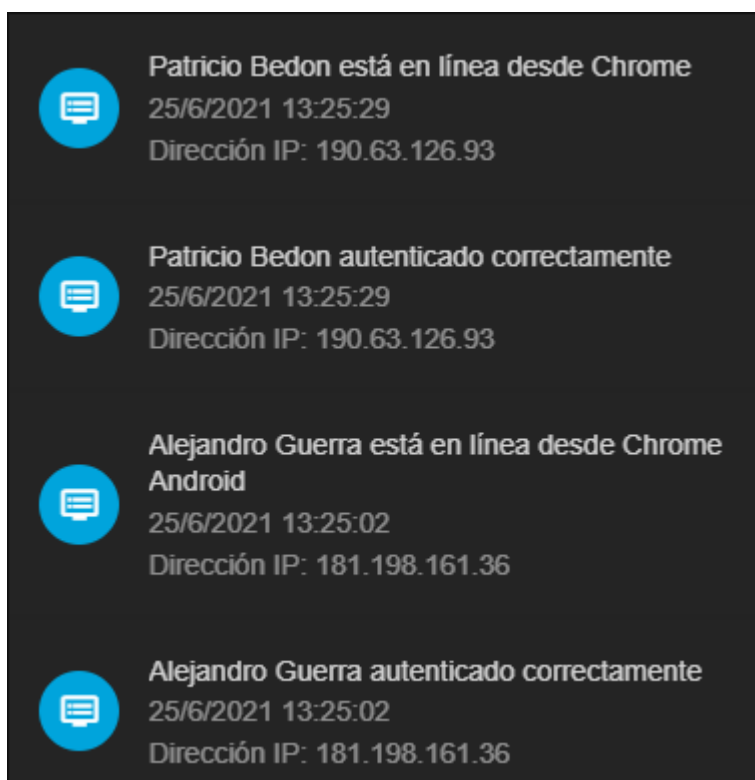 Patricio Bedon está en línea desde Chrome
25/6/2021 13:25:29
Dirección IP: 190.63.126.93
Patricio Bedon autenticado correctamente
25/6/2021 13:25:29
Dirección IP: 190.63.126.93
Alejandro Guerra está en línea desde Chrome
Android
25/6/2021 13:25:02
Dirección IP: 181.198.161.36
Alejandro Guerra autenticado correctamente
25/6/2021 13:25:02
Dirección IP: 181.198.161.36